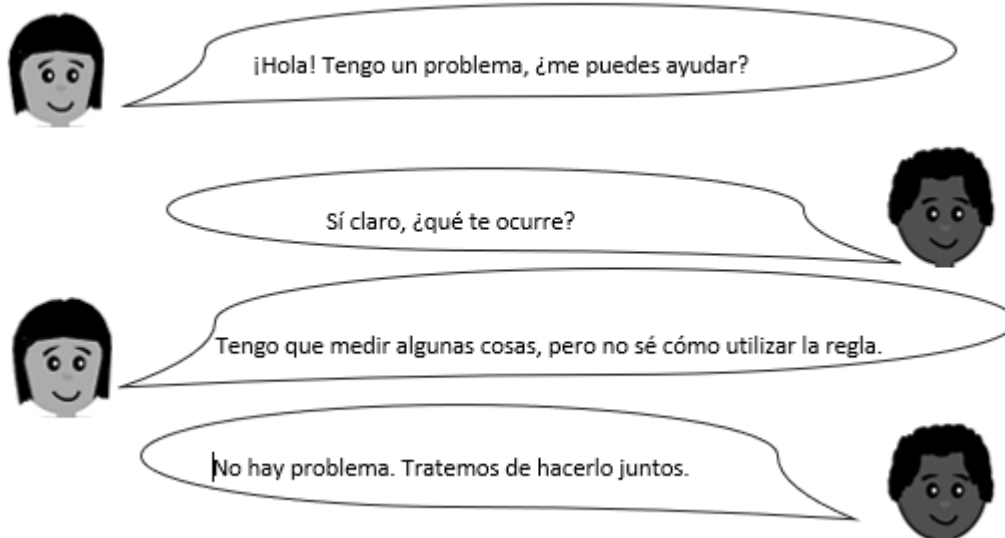 ¡Hola! Tengo un problema, ¿me puedes ayudar?
Sí claro, ¿qué te ocurre?
Tengo que medir algunas cosas, pero no sé cómo utilizar la regla.
No hay problema. Tratemos de hacerlo juntos.